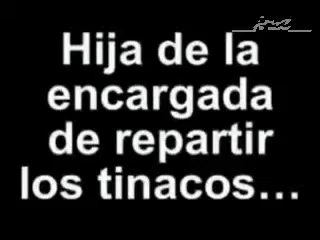 Hija de la
encargada
de repartir
los tinacos...